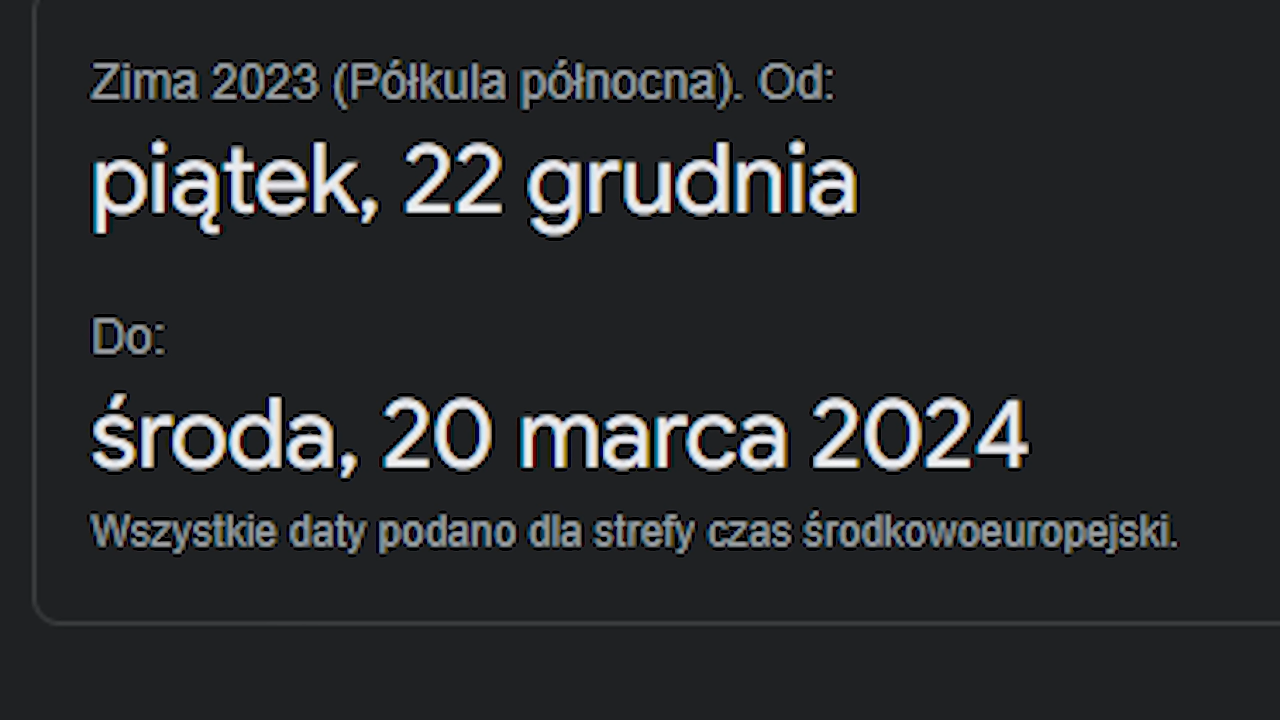 Zima 2023 (Półkula północna). Od:
piątek, 22 grudnia
Do:
środa, 20 marca 2024
Wszystkie daty podano dla strefy czas środkowoeuropejski.